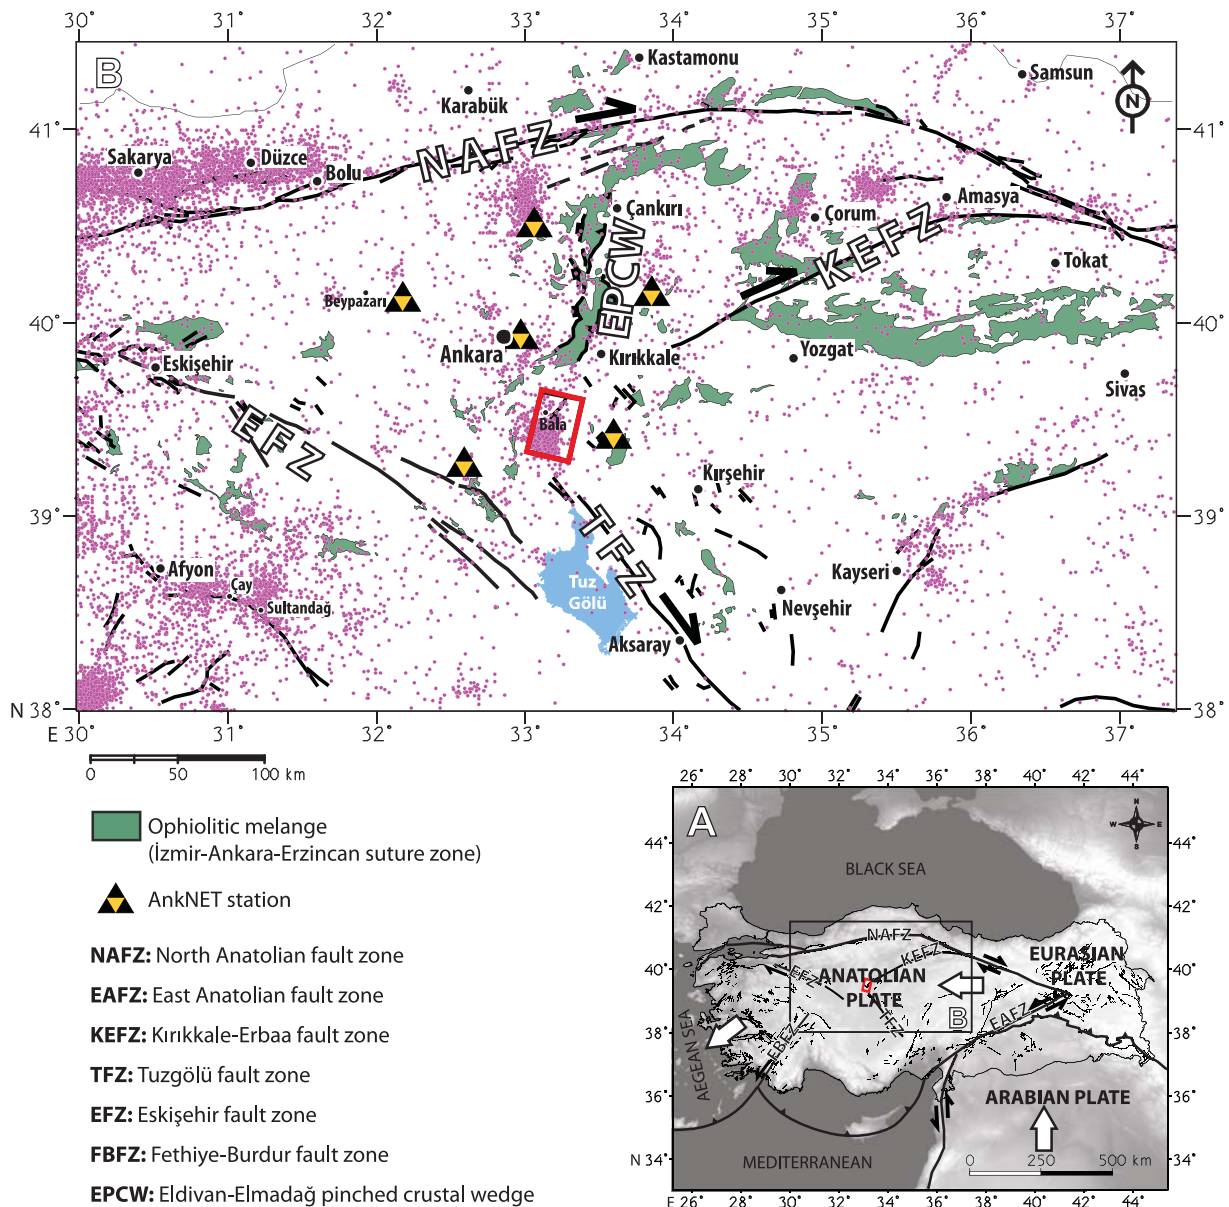 30° 31° 32° 33° 34° 35° 36° 37°
B
Kastamonu
Samsun
N
Karabük
41° 41°
NAFZ
Sakarya
Düzce
Bolu
Amasya
Çankırı
Çorum
EPCW
KEFZ
Tokat
Beypazarı
40° 40°
Ankara
Kırıkkale
Yozgat
Eskişehir
Sivas
Bala
EFZ
Kırşehir
39° 39°
TFZ
Afyon
Kayseri
Çay
Tuz
Gölü
Nevşehir
Sultandağ
Aksaray
N 38° 38°
E 30° 31° 32° 33° 34° 35° 36° 37°
0 50 100 km
Ophiolitic melange
(İzmir-Ankara-Erzincan suture zone)
AnkNET station
NAFZ: North Anatolian fault zone
EAFZ: East Anatolian fault zone
KEFZ: Kırıkkale-Erbaa fault zone
TFZ: Tuzgölü fault zone
EFZ: Eskişehir fault zone
FBFZ: Fethiye-Burdur fault zone
EPCW: Eldivan-Elmadağ pinched crustal wedge
26° 28° 30° 32° 34° 36° 38° 40° 42° 44°
A
N
W E
S
44° 44°
BLACK SEA
42° 42°
NAFZ
KEFZ
EURASIAN
PLATE
40° 40°
EFZ
ANATOLIAN
PLATE
TFZ
B
EAFZ
38° 38°
FBFZ
AEGEAN SEA
36° 36°
ARABIAN PLATE
MEDITERRANEAN
0 250 500 km
N 34° 34°
E 26° 28° 30° 32° 34° 36° 38° 40° 42° 44°